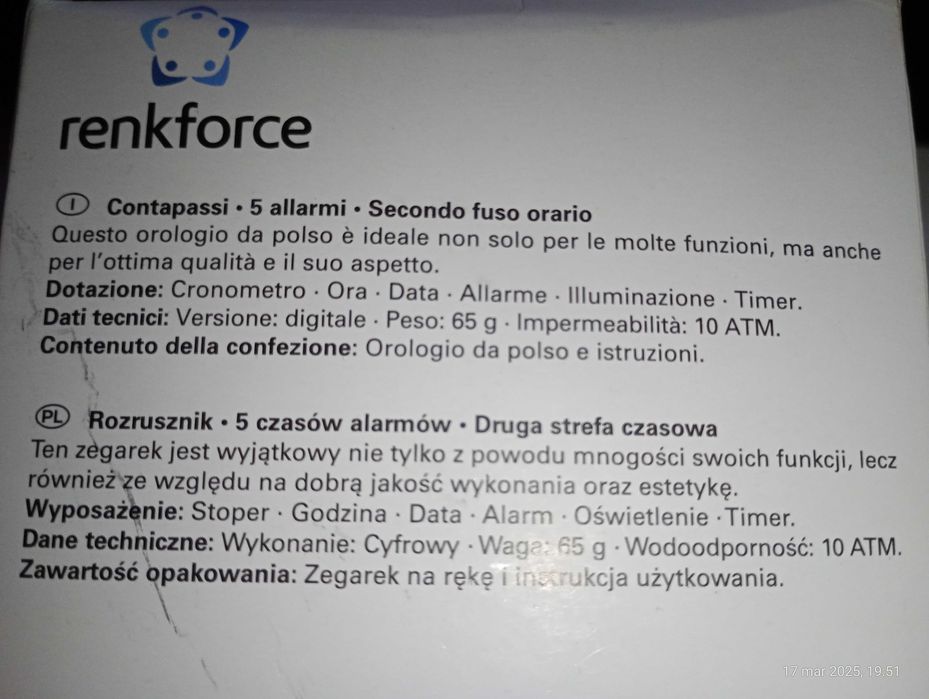 renkforce
I Contapassi • 5 allarmi • Secondo fuso orario
Questo orologio da polso è ideale non solo per le molte funzioni, ma anche
per l'ottima qualità e il suo aspetto.
Dotazione: Cronometro · Ora · Data · Allarme · Illuminazione · Timer.
Dati tecnici: Versione: digitale · Peso: 65 g · Impermeabilità: 10 ATM.
Contenuto della confezione: Orologio da polso e istruzioni.
PL Rozrusznik • 5 czasów alarmów • Druga strefa czasowa
Ten zegarek jest wyjątkowy nie tylko z powodu mnogości swoich funkcji, lecz
również ze względu na dobrą jakość wykonania oraz estetykę.
Wyposażenie: Stoper · Godzina · Data · Alarm · Oświetlenie · Timer.
Dane techniczne: Wykonanie: Cyfrowy · Waga: 65 g · Wodoodporność: 10 ATM.
Zawartość opakowania: Zegarek na rękę i instrukcja użytkowania.
17 mar 2025, 19:51